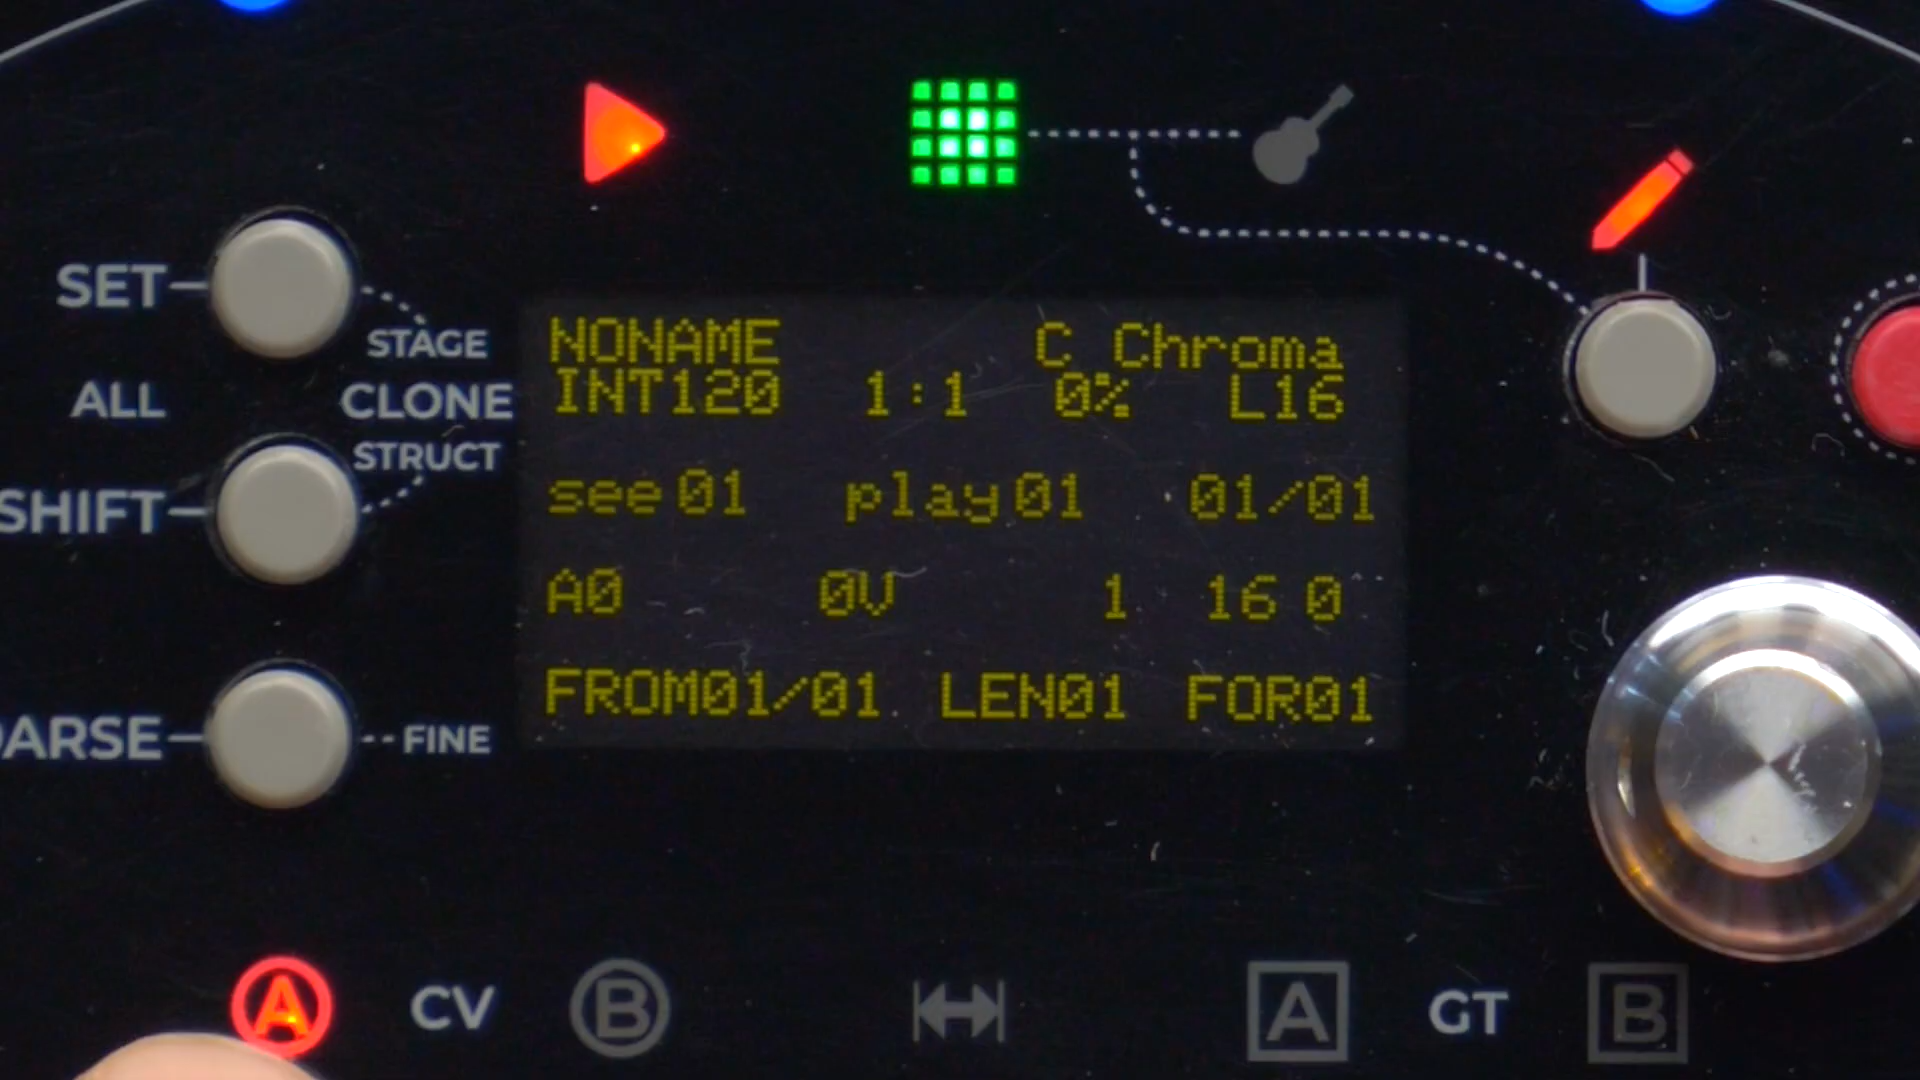 SET
STAGE
ALL
CLONE
STRUCT
SHIFT
OARSE
FINE
NONAME C Chroma
INT120 1:1 0% L16
see01 play01 01/01
A0 0V 1 16 0
FROM01/01 LEN01 FOR01
A CV B A GT B